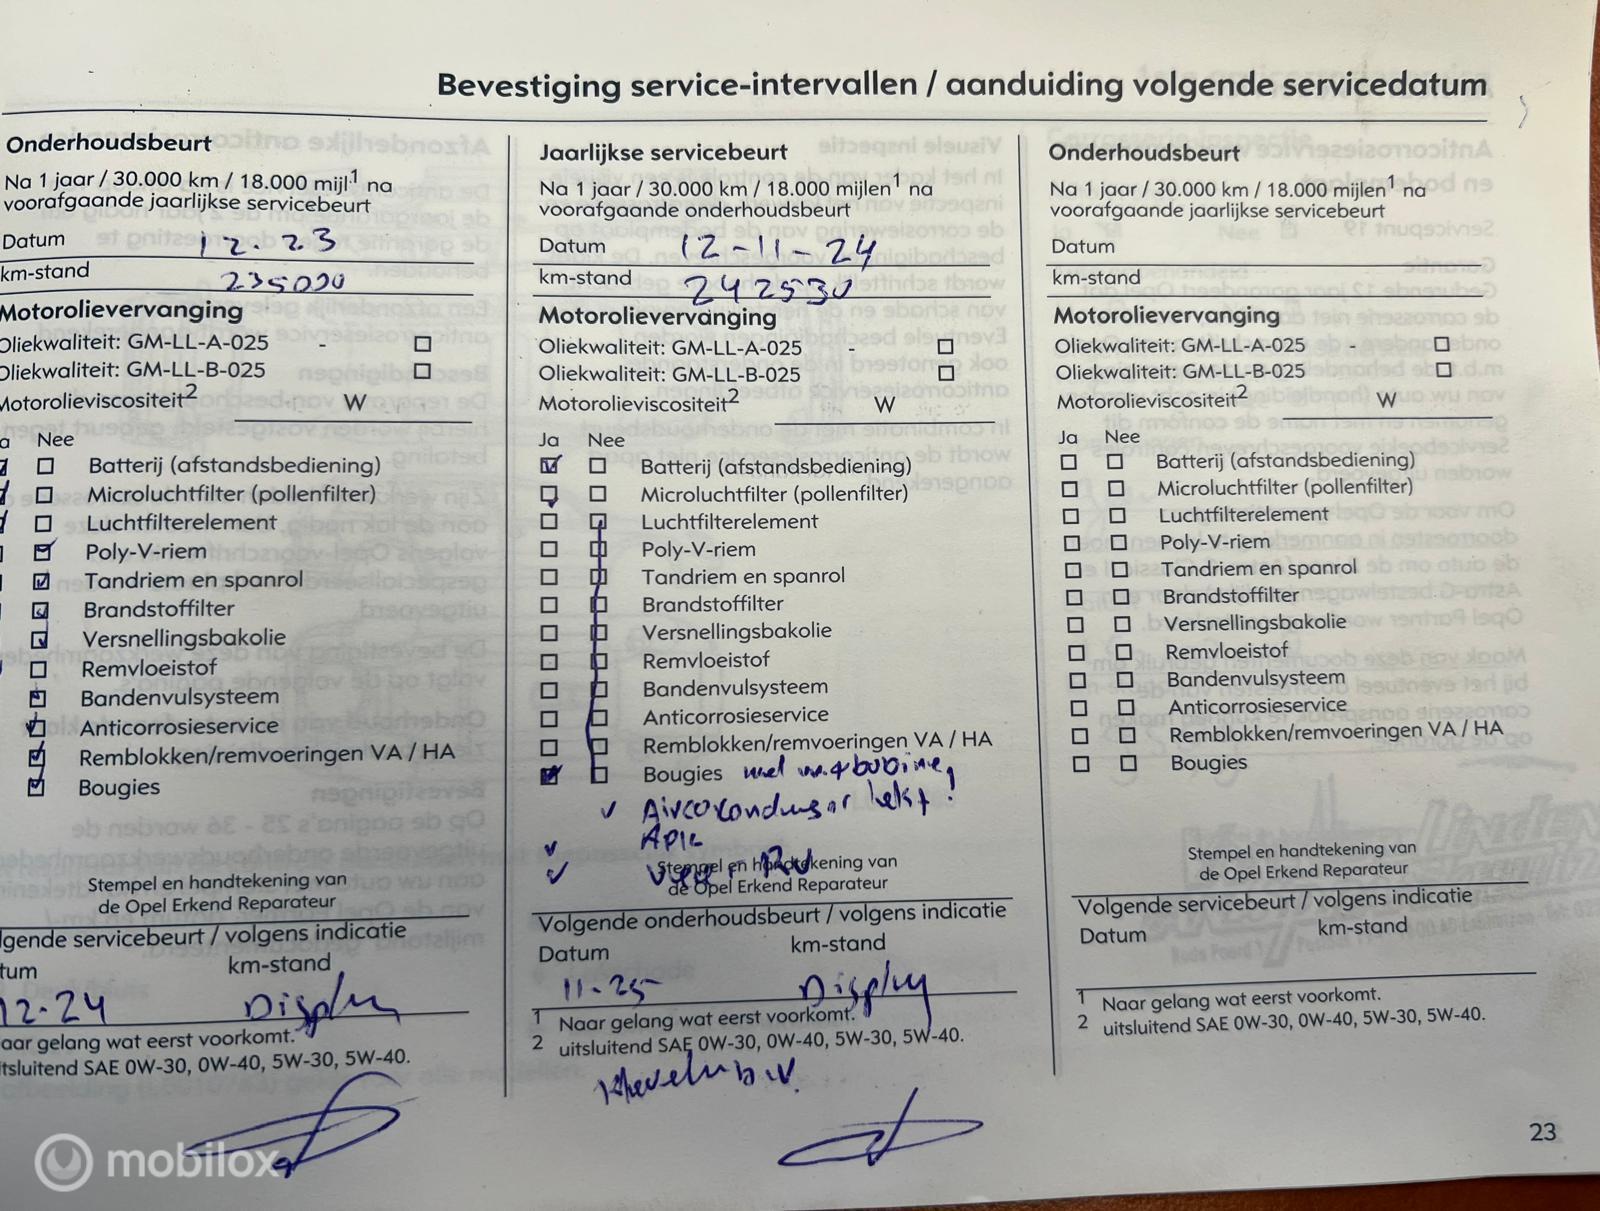 Bevestiging service-intervallen / aanduiding volgende servicedatum
Onderhoudsbeurt
Na 1 jaar / 30.000 km / 18.000 mijl.1 na
voorafgaande jaarlijkse servicebeurt
Datum 12-23
km-stand 235000
Motorolievervanging
Oliekwaliteit: GM-LL-A-025
Oliekwaliteit: GM-LL-B-025
Motorolieviscositeit2 W
a Nee
Batterij (afstandsbediening)
Microluchtfilter (pollenfilter)
Luchtfilterelement
Poly-V-riem
Tandriem en spanrol
Brandstoffilter
Versnellingsbakolie
Remvloeistof
Bandenvulsysteem
Anticorrosieservice
Remblokken/remvoeringen VA / HA
Bougies
Stempel en handtekening van
de Opel Erkend Reparateur
lgende servicebeurt / volgens indicatie
tum km-stand
12-24 Display
aar gelang wat eerst voorkomt.
itsluitend SAE 0W-30, 0W-40, 5W-30, 5W-40.
Jaarlijkse servicebeurt
Na 1 jaar / 30.000 km / 18.000 mijlen1 na
voorafgaande onderhoudsbeurt
Datum 12-11-24
km-stand 242530
Motorolievervanging
Oliekwaliteit: GM-LL-A-025 -
Oliekwaliteit: GM-LL-B-025
Motorolieviscositeit2 W
Ja Nee
Batterij (afstandsbediening)
Microluchtfilter (pollenfilter)
Luchtfilterelement
Poly-V-riem
Tandriem en spanrol
Brandstoffilter
Versnellingsbakolie
Remvloeistof
Bandenvulsysteem
Anticorrosieservice
Remblokken/remvoeringen VA / HA
Bougies
lekt!
APK
Stempel en handtekening van
de Opel Erkend Reparateur
Volgende onderhoudsbeurt / volgens indicatie
Datum km-stand
11-25 Display
1 Naar gelang wat eerst voorkomt.
2 uitsluitend SAE 0W-30, 0W-40, 5W-30, 5W-40.
Onderhoudsbeurt
Na 1 jaar / 30.000 km / 18.000 mijlen1 na
voorafgaande jaarlijkse servicebeurt
Datum
km-stand
Motorolievervanging
Oliekwaliteit: GM-LL-A-025 -
Oliekwaliteit: GM-LL-B-025
Motorolieviscositeit2 W
Ja Nee
Batterij (afstandsbediening)
Microluchtfilter (pollenfilter)
Luchtfilterelement
Poly-V-riem
Tandriem en spanrol
Brandstoffilter
Versnellingsbakolie
Remvloeistof
Bandenvulsysteem
Anticorrosieservice
Remblokken/remvoeringen VA / HA
Bougies
Stempel en handtekening van
de Opel Erkend Reparateur
Volgende servicebeurt / volgens indicatie
Datum km-stand
1 Naar gelang wat eerst voorkomt.
2 uitsluitend SAE 0W-30, 0W-40, 5W-30, 5W-40.
23
mobilox